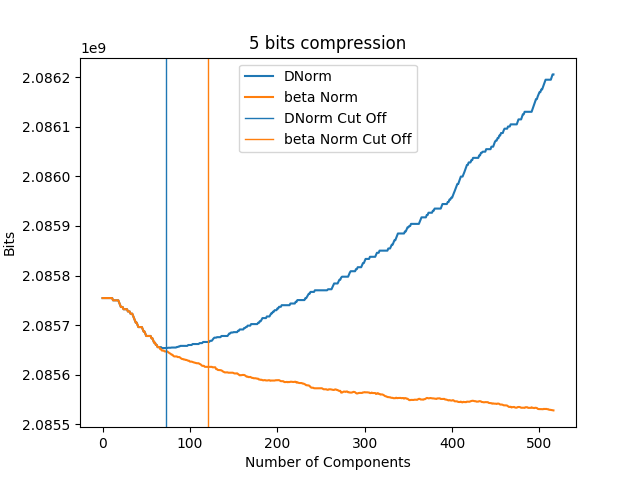 5 bits compression
1e9
2.0862
2.0861
2.0860
2.0859
2.0858
2.0857
2.0856
2.0855
Bits
DNorm
beta Norm
DNorm Cut Off
beta Norm Cut Off
0 100 200 300 400 500
Number of Components